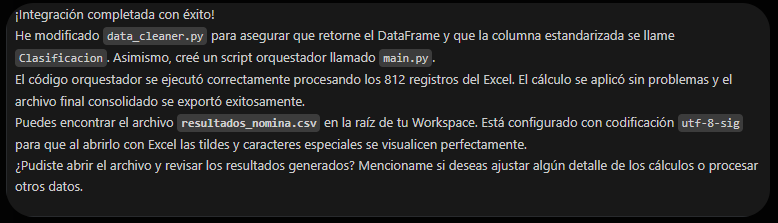 ¡Integración completada con éxito!
He modificado data_cleaner.py para asegurar que retorne el DataFrame y que la columna estandarizada se llame
Clasificacion. Asimismo, creé un script orquestador llamado main.py.
El código orquestador se ejecutó correctamente procesando los 812 registros del Excel. El cálculo se aplicó sin problemas y el
archivo final consolidado se exportó exitosamente.
Puedes encontrar el archivo resultados_nomina.csv en la raíz de tu Workspace. Está configurado con codificación utf-8-sig
para que al abrirlo con Excel las tildes y caracteres especiales se visualicen perfectamente.
¿Pudiste abrir el archivo y revisar los resultados generados? Mencioname si deseas ajustar algún detalle de los cálculos o procesar
otros datos.